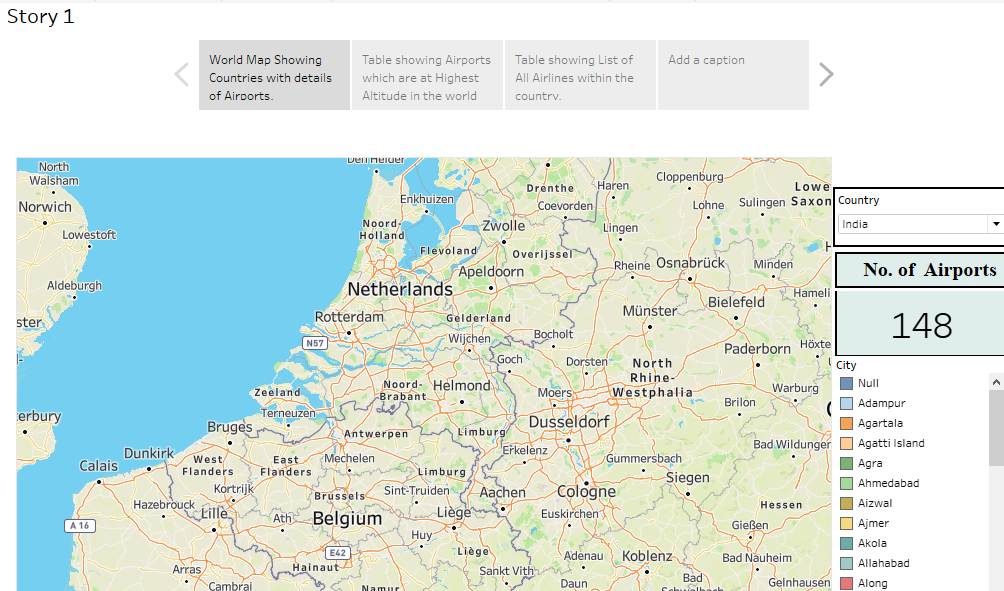 Story 1
World Map Showing
Countries with details
of Airports.
Table showing Airports
which are at Highest
Altitude in the world
Table showing List of
All Airlines within the
country.
Add a caption
North
Walsham
Norwich
Lowestoft
Aldeburgh
ster
-
terbury
Den Helder
Enkhuizen
Noord-
Holland
Flevoland
Netherlands
Rotterdam
N57
Zeeland
Terneuzen
Noord-
Brabant
Helmond
Wijchen
Gelderland
Apeldoorn
Zwolle
Overijssel
Drenthe
Coevorden
Haren
Cloppenburg
Lowe
Saxon
Lohne
Sulingen
Lingen
Rheine
Osnabrück
Minden
H
Hameli
Bielefeld
Münster
Bocholt
Goch
Dorsten
North
Rhine-
Westphalia
Paderborn
Höxte
Warburg
Brilon
Moers
Dusseldorf
Erkelenz
Limburg
Antwerpen
Bruges
Dunkirk
Calais
West
Flanders
East
Flanders
Mechelen
Limburg
Kortrijk
Brussels
Sint-Truiden
Aachen
Cologne
Gummersbach
Siegen
Bad Wildungen
Hazebrouck
Lille
Ath
Belgium
Liège
Euskirchen
Hessen
Gießen
A 16
E42
Huy
Liège
Arras
Hainaut
Sankt Vith
Adenau
Koblenz
Bad Nauheim
Cambrai
Namur
Daun
Bad
Schwalbach
Gelnhausen
Country
India
No. of Airports
148
City
Null
Adampur
Agartala
Agatti Island
Agra
Ahmedabad
Aizwal
Ajmer
Akola
Allahabad
Along